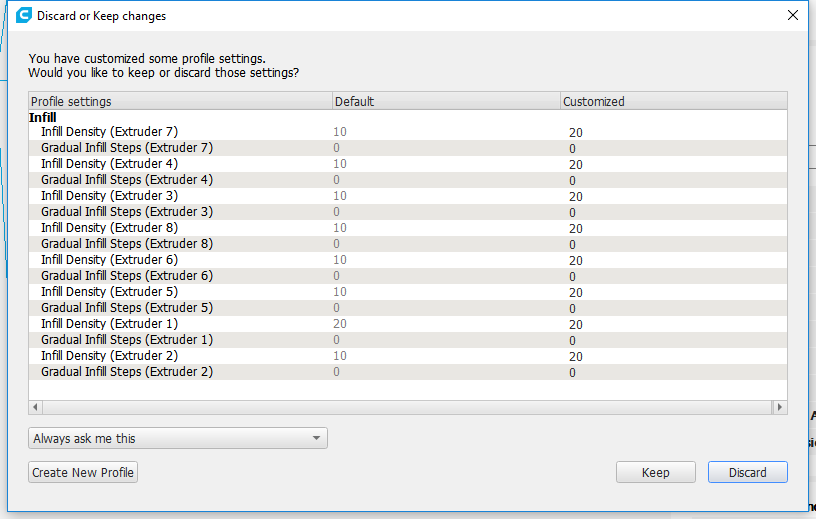 Discard or Keep changes
You have customized some profile settings.
Would you like to keep or discard those settings?
Profile settings Default Customized
Infill
Infill Density (Extruder 7) 10 20
Gradual Infill Steps (Extruder 7) 0 0
Infill Density (Extruder 4) 10 20
Gradual Infill Steps (Extruder 4) 0 0
Infill Density (Extruder 3) 10 20
Gradual Infill Steps (Extruder 3) 0 0
Infill Density (Extruder 8) 10 20
Gradual Infill Steps (Extruder 8) 0 0
Infill Density (Extruder 6) 10 20
Gradual Infill Steps (Extruder 6) 0 0
Infill Density (Extruder 5) 10 20
Gradual Infill Steps (Extruder 5) 0 0
Infill Density (Extruder 1) 20 20
Gradual Infill Steps (Extruder 1) 0 0
Infill Density (Extruder 2) 10 20
Gradual Infill Steps (Extruder 2) 0 0
Always ask me this
Create New Profile Keep Discard